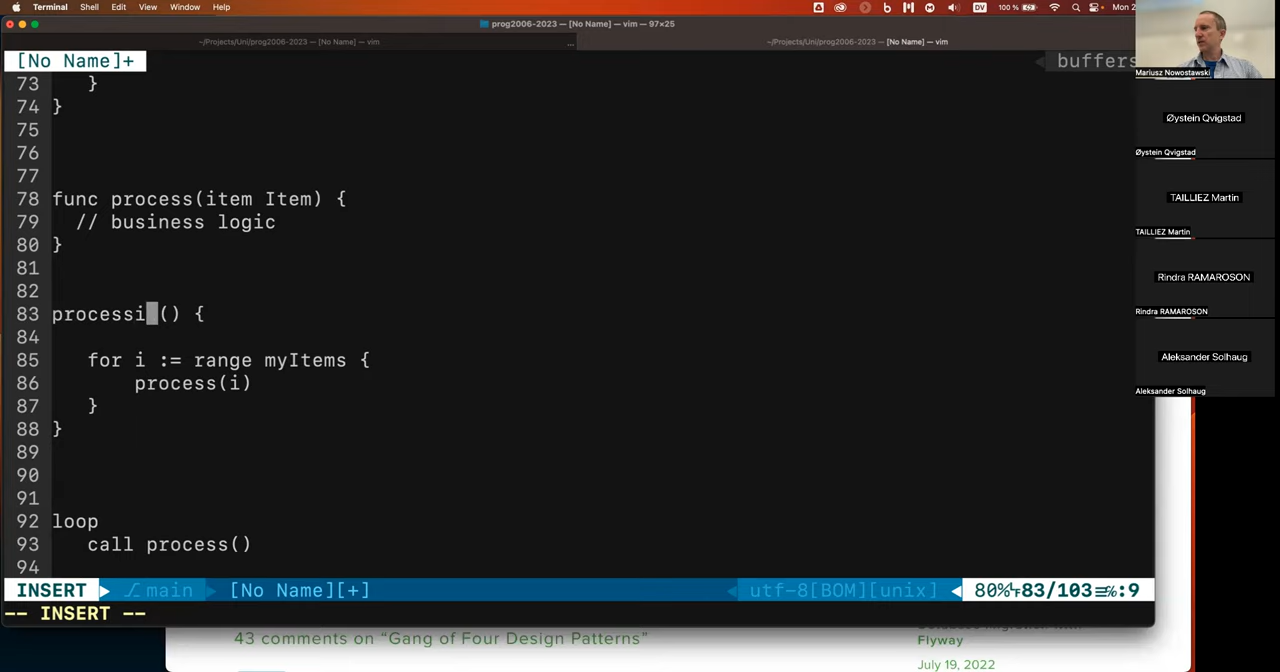 Terminal Shell Edit View Window Help
DV 100 % Mon 2
prog2006-2023 — [No Name] — vim — 97×25
~/Projects/Uni/prog2006-2023 — [No Name] — vim ... ~/Projects/Uni/prog2006-2023 — [No Name] — vim
[No Name]+ buffers
73 }
74 }
75
76
77
78 func process(item Item) {
79 // business logic
80 }
81
82
83 processi() {
84
85 for i := range myItems {
86 process(i)
87 }
88 }
89
90
91
92 loop
93 call process()
94
INSERT main [No Name][+] utf-8[BOM][unix] 80% 83/103 :9
-- INSERT --
43 comments on “Gang of Four Design Patterns”
Flyway
July 19, 2022
Mariusz Nowostawski
Øystein Qvigstad
Øystein Qvigstad
TAILLIEZ Martin
TAILLIEZ Martin
Rindra RAMAROSON
Rindra RAMAROSON
Aleksander Solhaug
Aleksander Solhaug